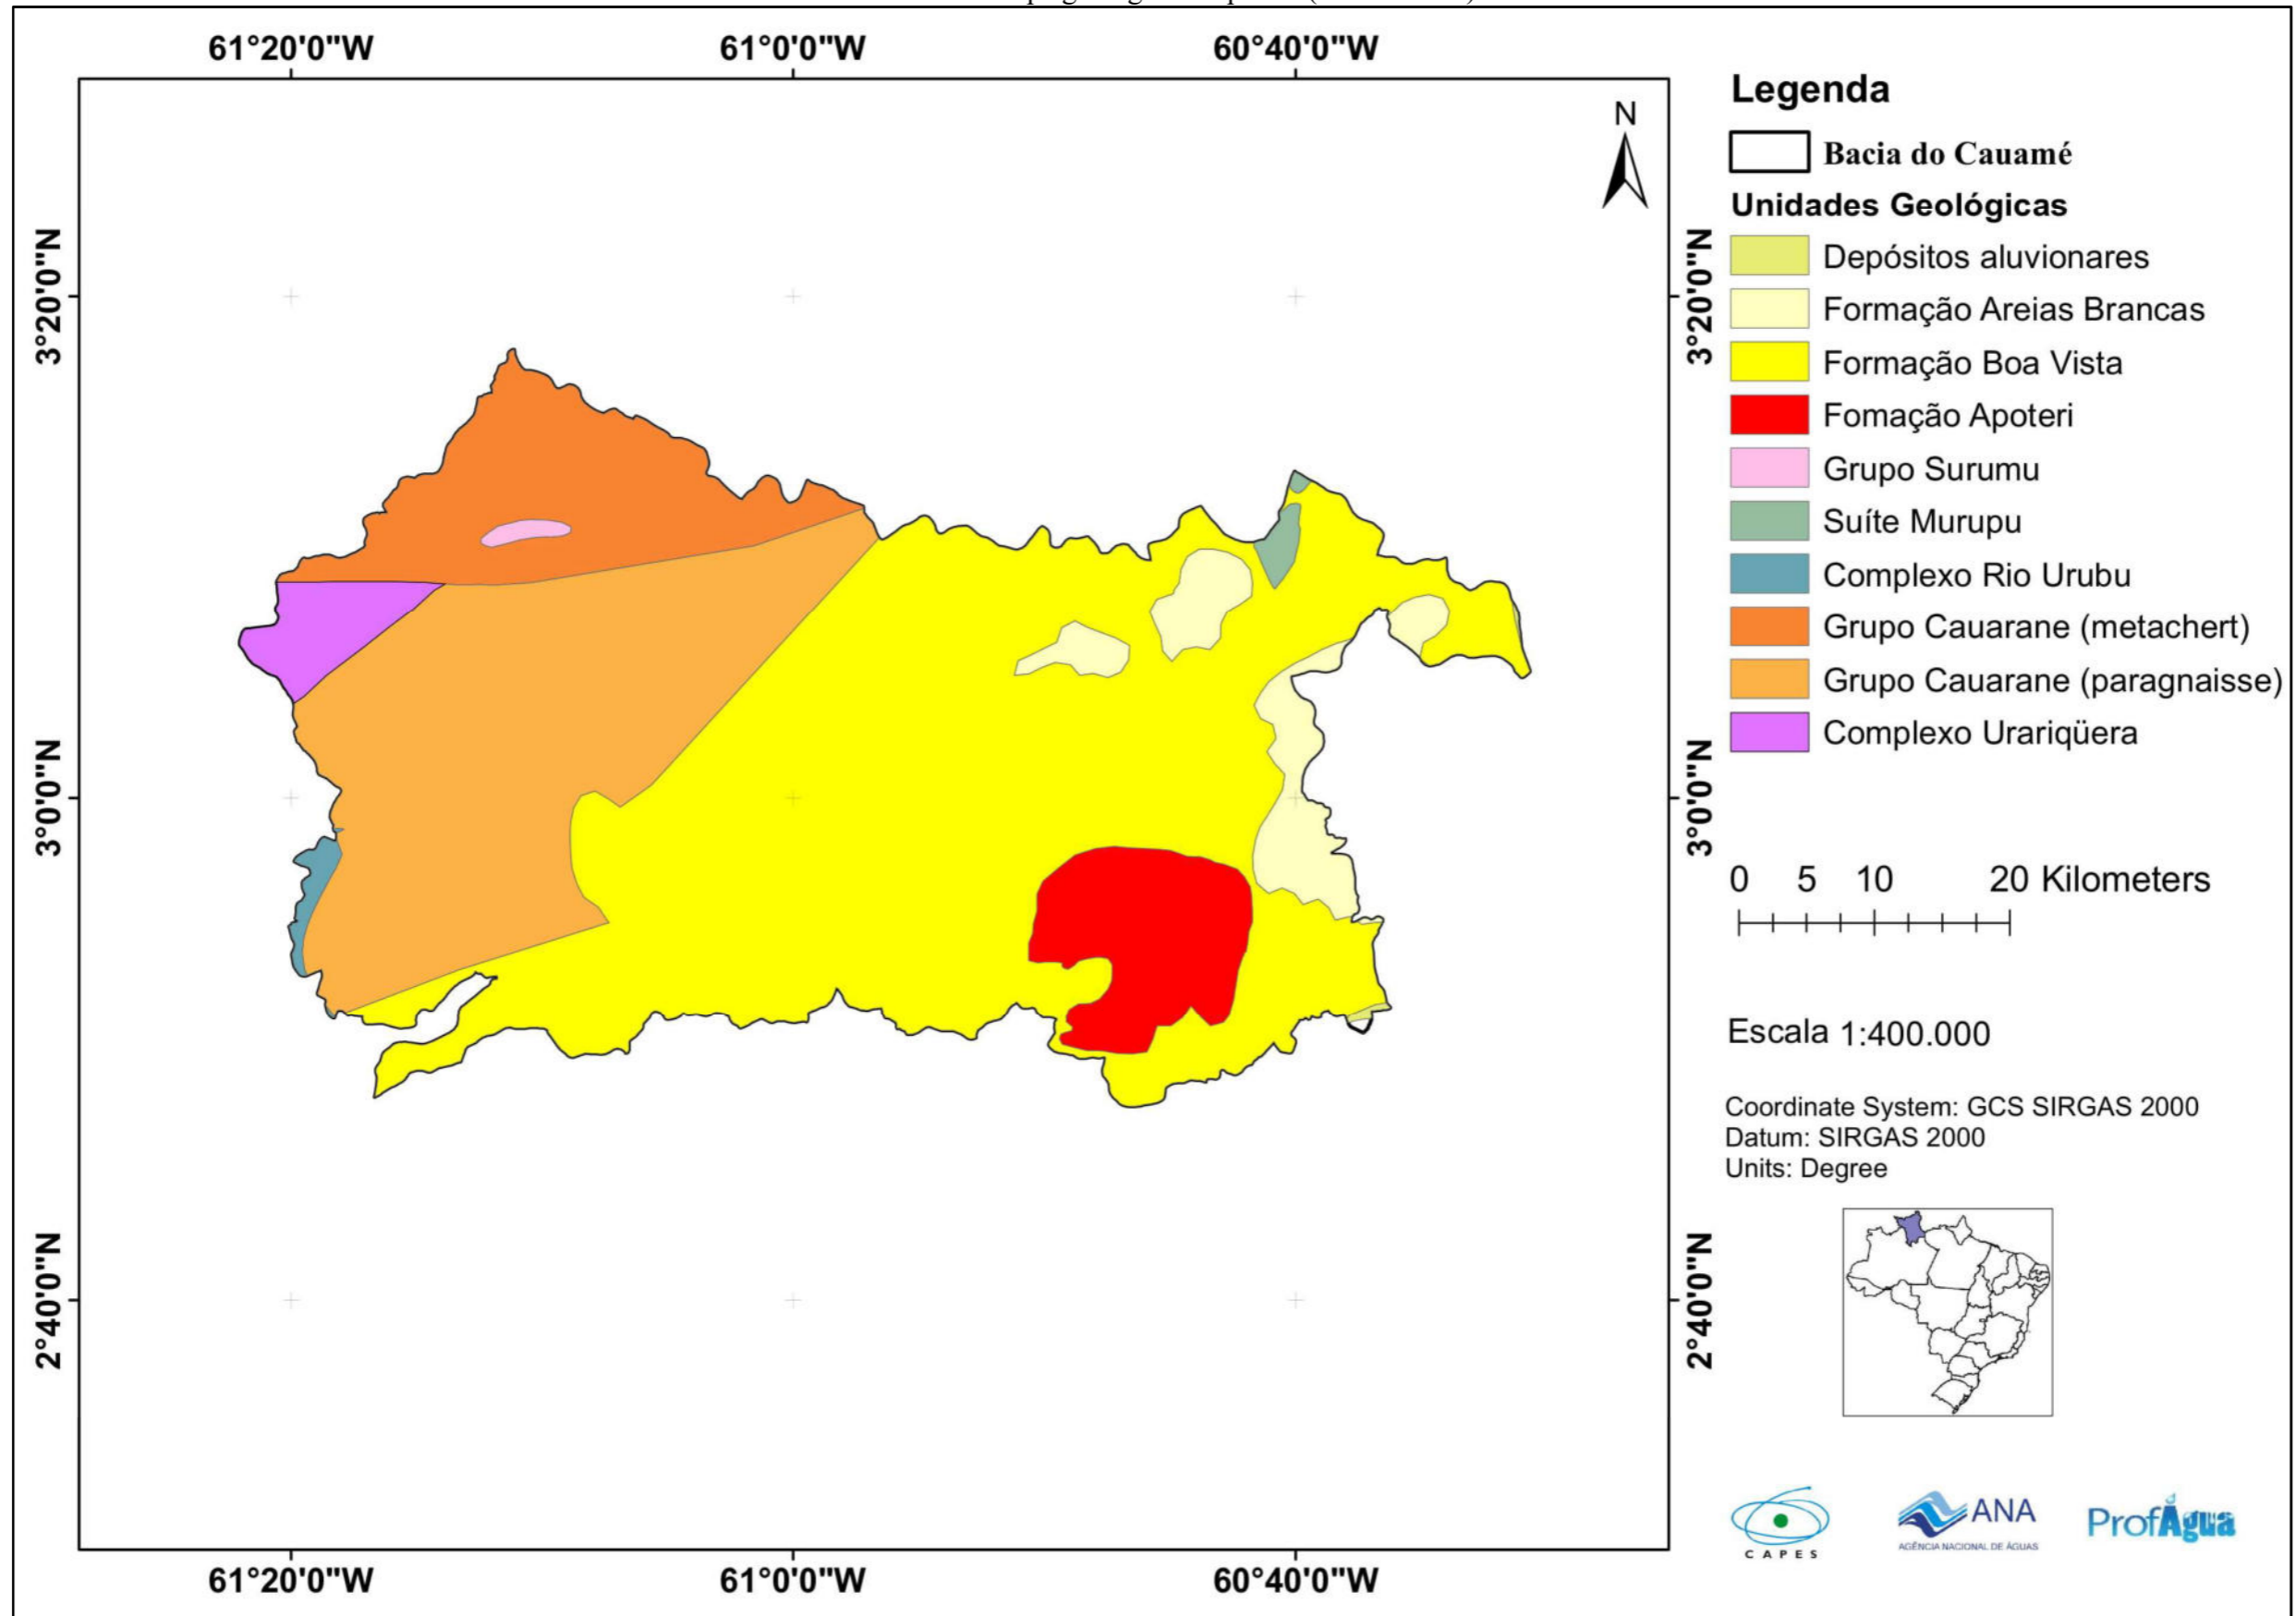 61°20'0"W 61°0'0"W 60°40'0"W
N
3°20'0"N 3°20'0"N
3°0'0"N 3°0'0"N
2°40'0"N 2°40'0"N
61°20'0"W 61°0'0"W 60°40'0"W
Legenda
Bacia do Cauamé
Unidades Geológicas
Depósitos aluvionares
Formação Areias Brancas
Formação Boa Vista
Fomação Apoteri
Grupo Surumu
Suíte Murupu
Complexo Rio Urubu
Grupo Cauarane (metachert)
Grupo Cauarane (paragnaisse)
Complexo Urariqüera
0 5 10 20 Kilometers
Escala 1:400.000
Coordinate System: GCS SIRGAS 2000
Datum: SIRGAS 2000
Units: Degree
CAPES
ANA
AGÊNCIA NACIONAL DE ÁGUAS
ProfÁgua